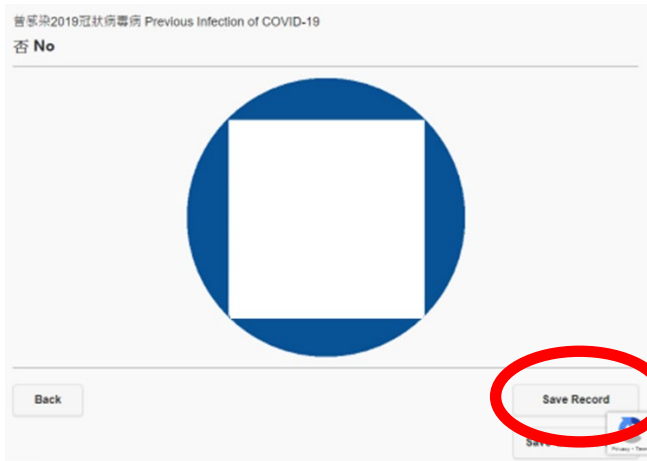 曾感染2019冠狀病毒病 Previous Infection of COVID-19
否 No
Back
Save Record